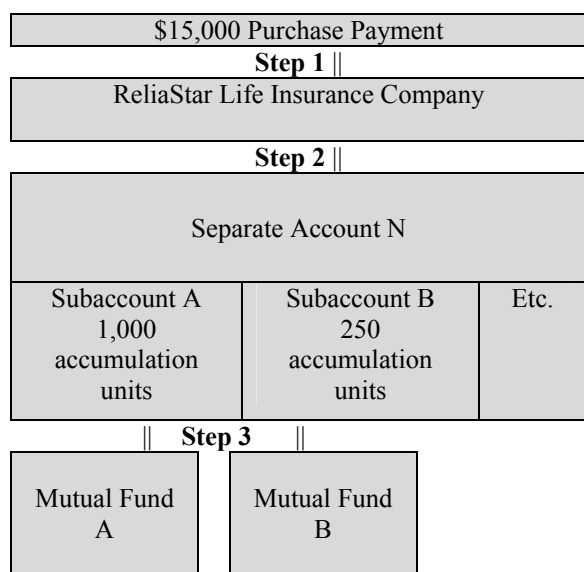 $15,000 Purchase Payment
Step 1 ||
ReliaStar Life Insurance Company
Step 2 ||
Separate Account N
Subaccount A
1,000
accumulation
units
Subaccount B
250
accumulation
units
Etc.
|| Step 3 ||
Mutual Fund
A
Mutual Fund
B